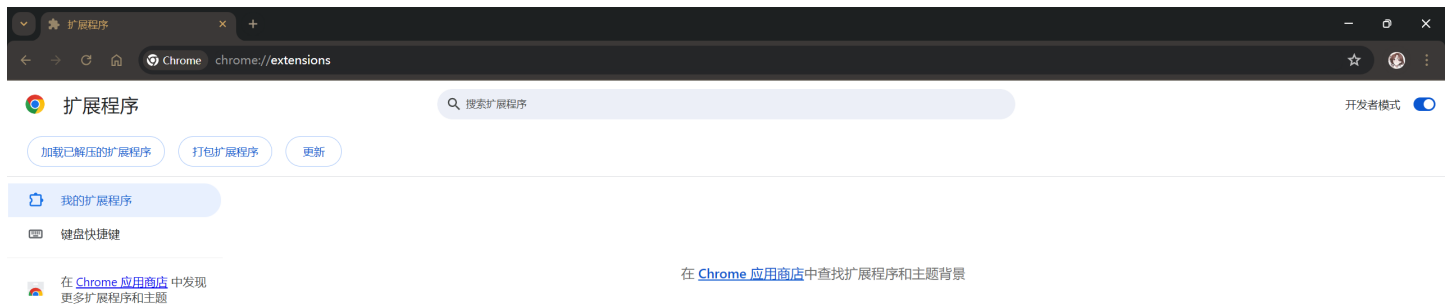 扩展程序
Chrome chrome://extensions
扩展程序
搜索扩展程序
开发者模式
加载已解压的扩展程序 打包扩展程序 更新
我的扩展程序
键盘快捷键
在 Chrome 应用商店 中发现
更多扩展程序和主题
在 Chrome 应用商店中查找扩展程序和主题背景